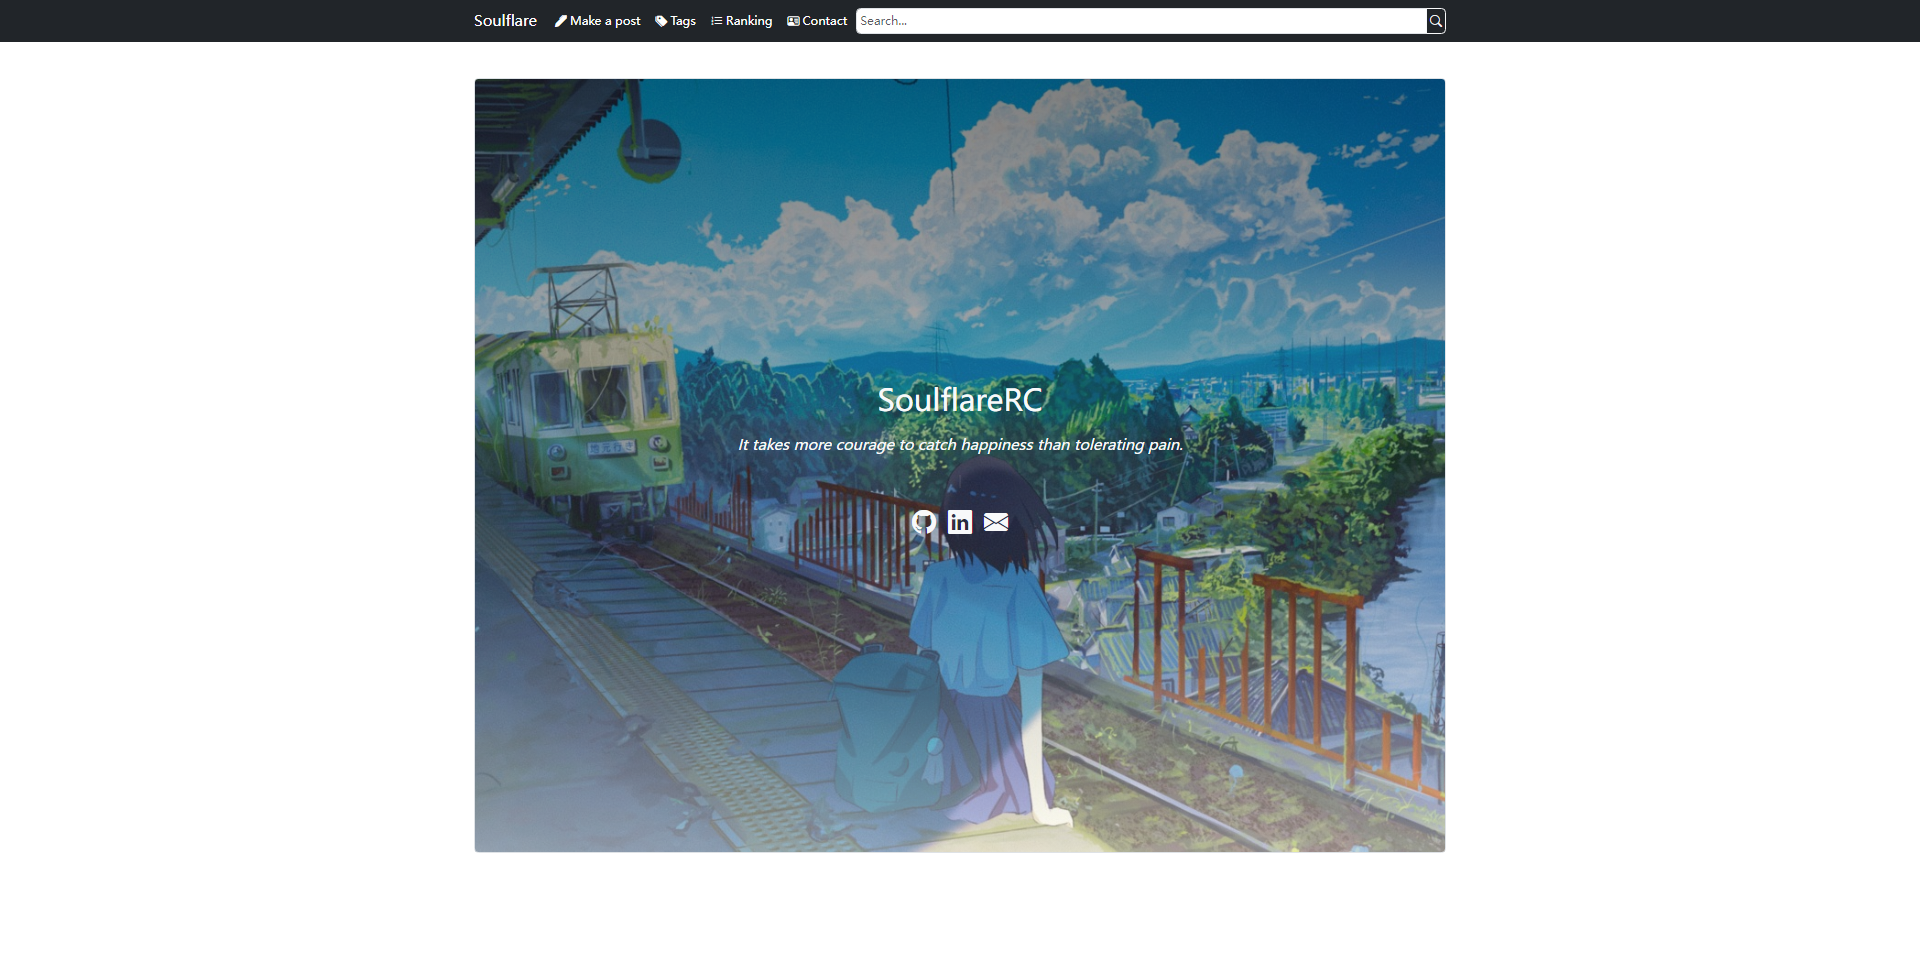 Soulflare Make a post Tags Ranking Contact Search...
SoulflareRC
It takes more courage to catch happiness than tolerating pain.
in